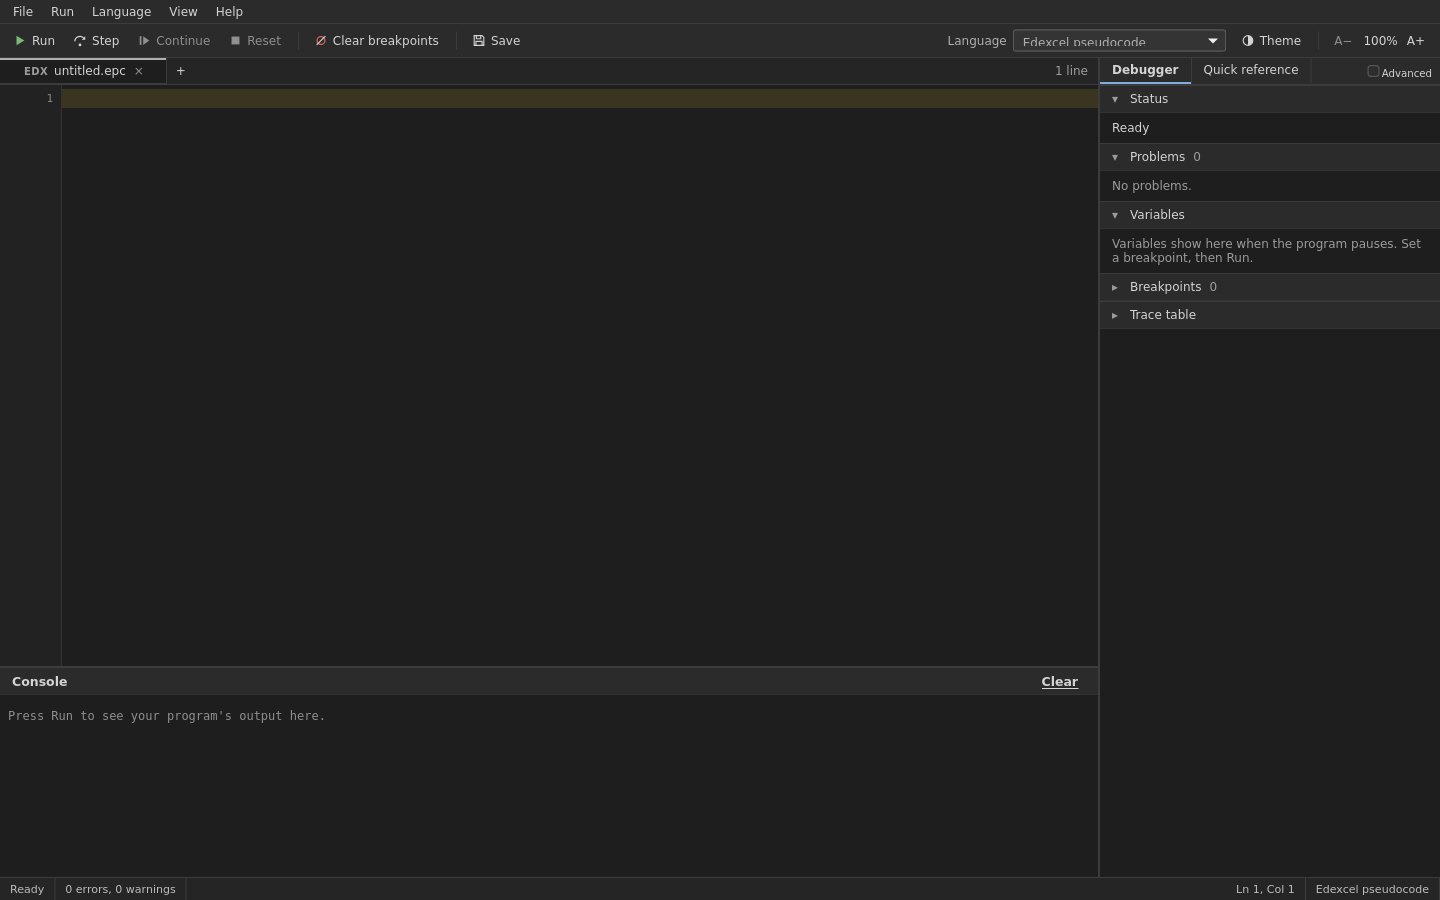 File Run Language View Help
Run Step Continue Reset Clear breakpoints Save Language Edexcel pseudocode Theme A− 100% A+
EDX untitled.epc × + 1 line
Debugger Quick reference Advanced
1
▾ Status
Ready
▾ Problems 0
No problems.
▾ Variables
Variables show here when the program pauses. Set
a breakpoint, then Run.
▸ Breakpoints 0
▸ Trace table
Console Clear
Press Run to see your program's output here.
Ready 0 errors, 0 warnings Ln 1, Col 1 Edexcel pseudocode